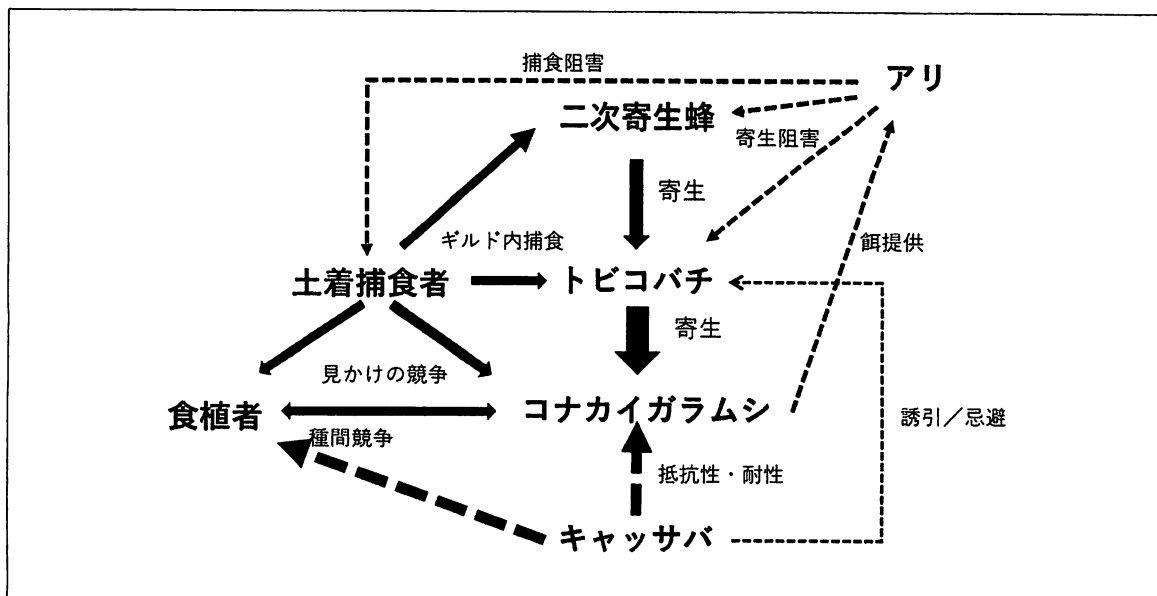 捕食阻害
アリ
二次寄生蜂
寄生阻害
寄生
ギルド内捕食
餌提供
土着捕食者
トビコバチ
寄生
見かけの競争
食植者
コナカイガラムシ
誘引/忌避
種間競争
抵抗性・耐性
キャッサバ